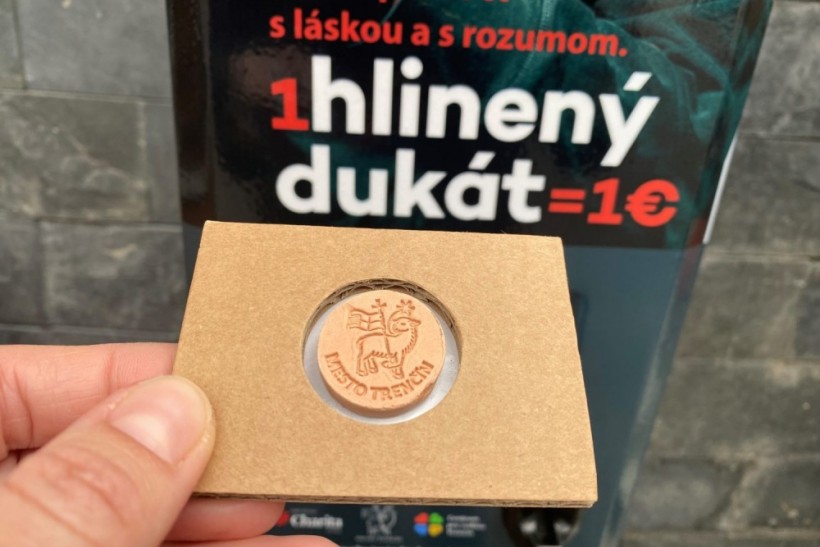 s láskou a s rozumom.
1hlinený
dukát=1€
MESTO TRENČÍN
Charita